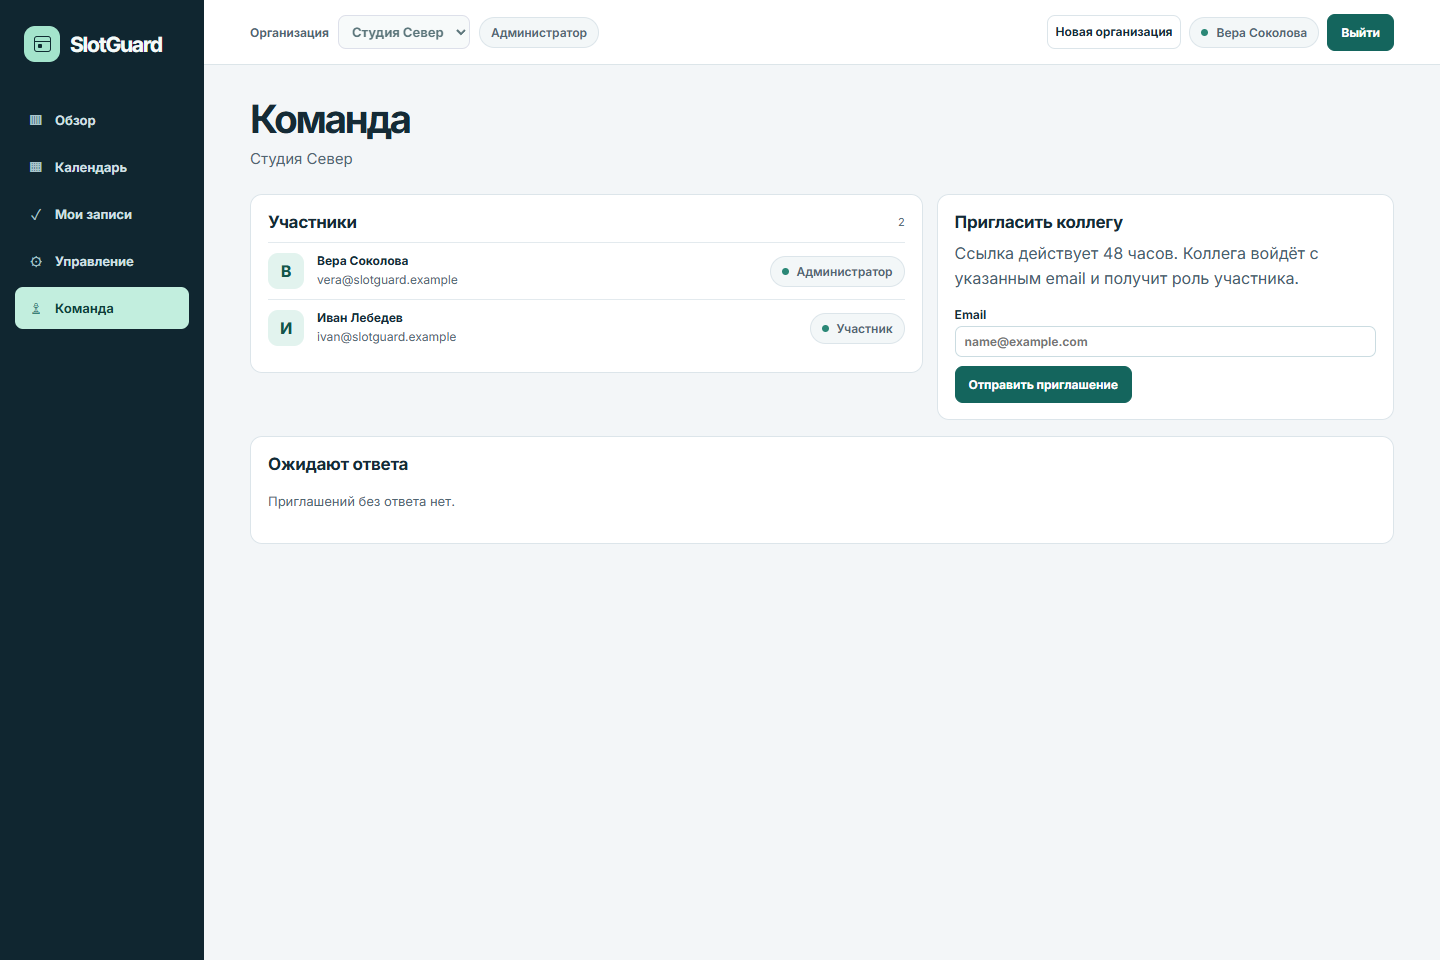 SlotGuard
Обзор
Календарь
Мои записи
Управление
Команда
Организация
Студия Север
Администратор
Новая организация
Вера Соколова
Выйти
Команда
Студия Север
Участники
2
В
Вера Соколова
vera@slotguard.example
Администратор
И
Иван Лебедев
ivan@slotguard.example
Участник
Пригласить коллегу
Ссылка действует 48 часов. Коллега войдёт с
указанным email и получит роль участника.
Email
name@example.com
Отправить приглашение
Ожидают ответа
Приглашений без ответа нет.